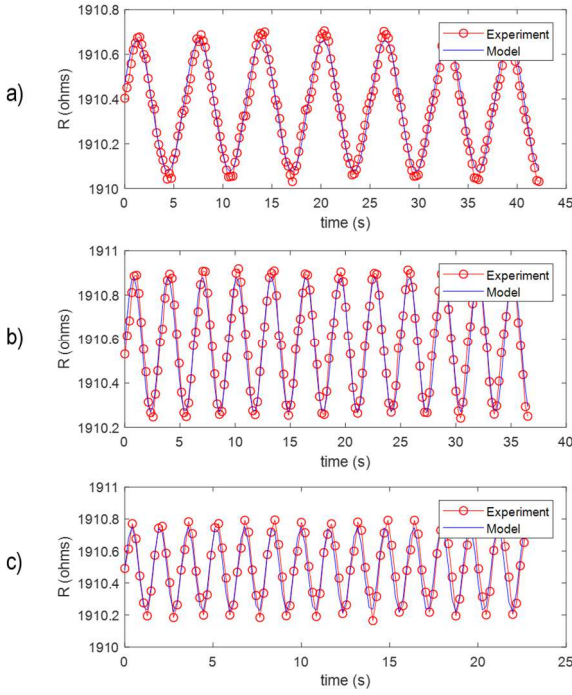 a)
R (ohms)
1910.8
1910.6
1910.4
1910.2
1910
Experiment
Model
0 5 10 15 20 25 30 35 40 45
time (s)
b)
R (ohms)
1911
1910.8
1910.6
1910.4
1910.2
Experiment
Model
0 5 10 15 20 25 30 35 40
time (s)
c)
R (ohms)
1911
1910.8
1910.6
1910.4
1910.2
1910
Experiment
Model
0 5 10 15 20 25
time (s)